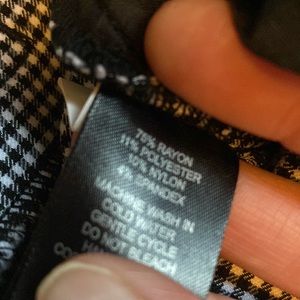 75% RAYON
11% POLYESTER
10% NYLON
4% SPANDEX
MACHINE WASH IN
COLD WATER
GENTLE CYCLE
DO NOT BLEACH